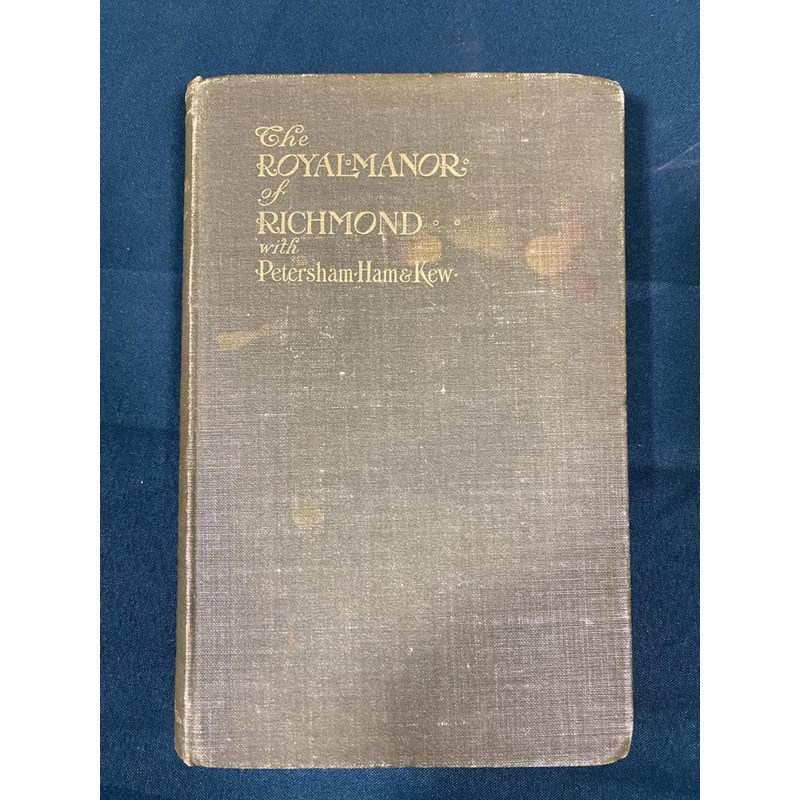 The
ROYAL·MANOR·
of
RICHMOND · ·
with
·Petersham·Ham&Kew·